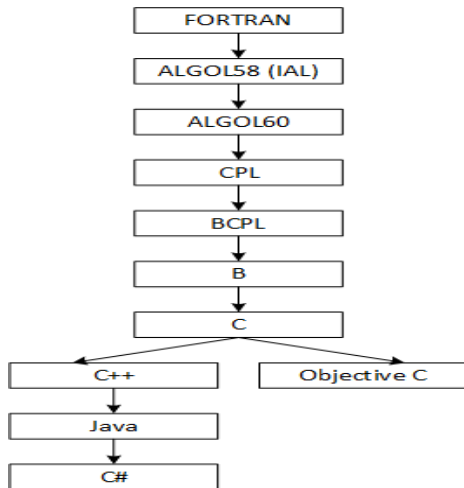 FORTRAN
ALGOL58 (IAL)
ALGOL60
CPL
BCPL
B
C
C++
Objective C
Java
C#